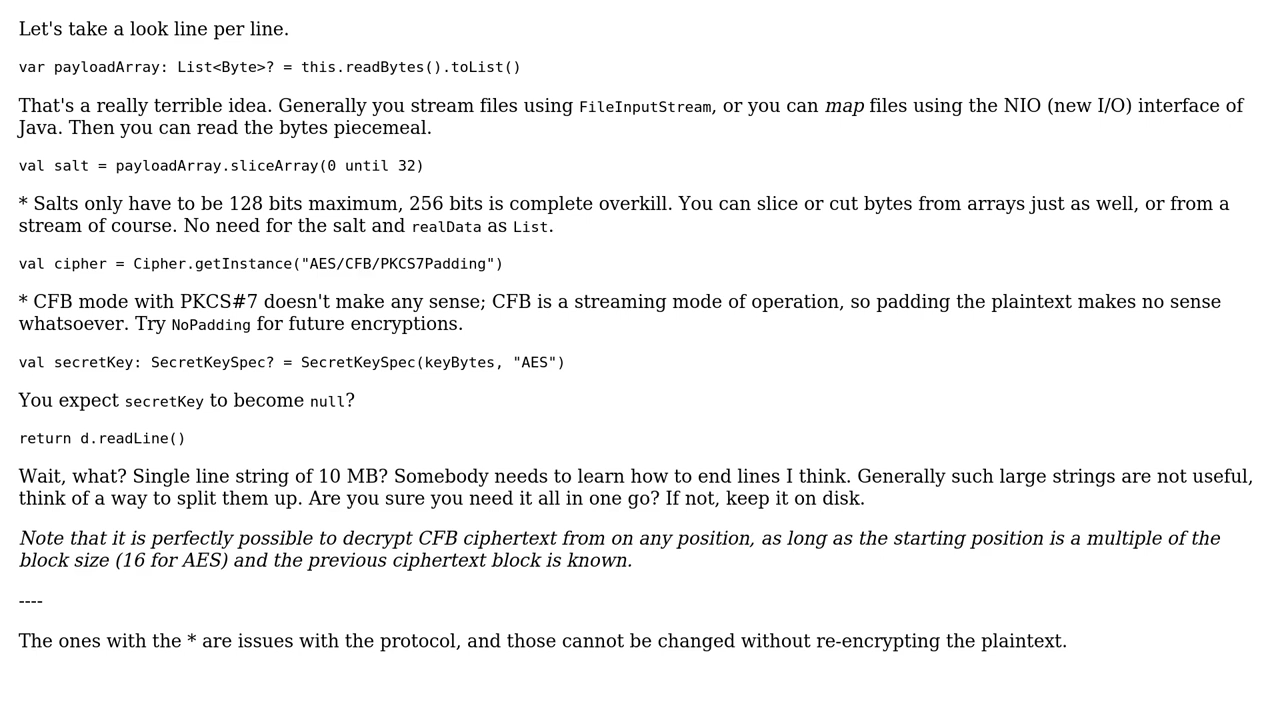 Let's take a look line per line.
var payloadArray: List<Byte>? = this.readBytes().toList()
That's a really terrible idea. Generally you stream files using FileInputStream, or you can map files using the NIO (new I/O) interface of
Java. Then you can read the bytes piecemeal.
val salt = payloadArray.sliceArray(0 until 32)
* Salts only have to be 128 bits maximum, 256 bits is complete overkill. You can slice or cut bytes from arrays just as well, or from a
stream of course. No need for the salt and realData as List.
val cipher = Cipher.getInstance("AES/CFB/PKCS7Padding")
* CFB mode with PKCS#7 doesn't make any sense; CFB is a streaming mode of operation, so padding the plaintext makes no sense
whatsoever. Try NoPadding for future encryptions.
val secretKey: SecretKeySpec? = SecretKeySpec(keyBytes, "AES")
You expect secretKey to become null?
return d.readLine()
Wait, what? Single line string of 10 MB? Somebody needs to learn how to end lines I think. Generally such large strings are not useful,
think of a way to split them up. Are you sure you need it all in one go? If not, keep it on disk.
Note that it is perfectly possible to decrypt CFB ciphertext from on any position, as long as the starting position is a multiple of the
block size (16 for AES) and the previous ciphertext block is known.
----
The ones with the * are issues with the protocol, and those cannot be changed without re-encrypting the plaintext.